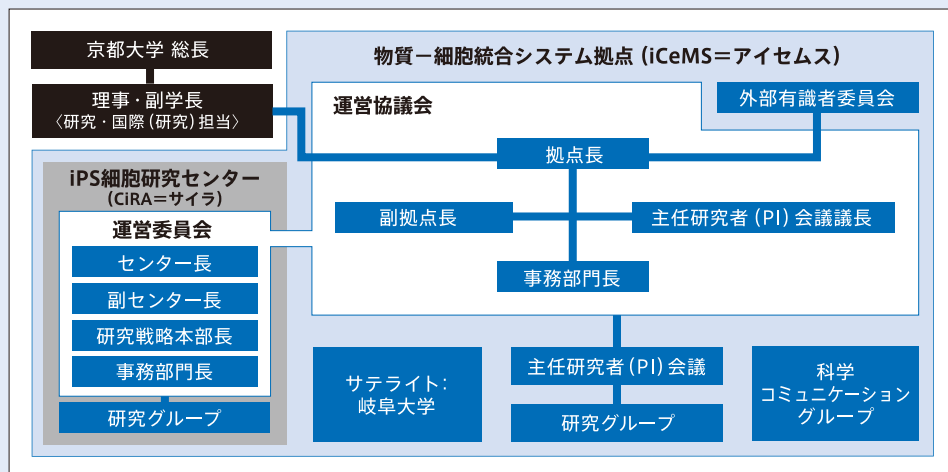 京都大学 総長
理事・副学長
〈研究・国際(研究)担当〉
物質－細胞統合システム拠点(iCeMS＝アイセムス)
運営協議会
外部有識者委員会
拠点長
副拠点長
主任研究者(PI)会議議長
事務部門長
iPS細胞研究センター
(CiRA＝サイラ)
運営委員会
センター長
副センター長
研究戦略本部長
事務部門長
研究グループ
サテライト：
岐阜大学
主任研究者(PI)会議
研究グループ
科学
コミュニケーション
グループ